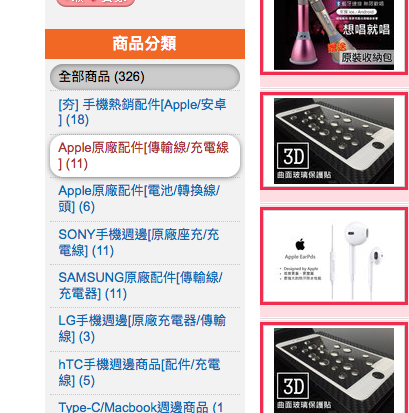 商品分類
全部商品 (326)
[夯] 手機熱銷配件[Apple/安卓
] (18)
Apple原廠配件[傳輸線/充電線
] (11)
Apple原廠配件[電池/轉換線/
頭] (6)
SONY手機週邊[原廠座充/充
電線] (11)
SAMSUNG原廠配件[傳輸線/
充電器] (11)
LG手機週邊[原廠充電器/傳輸
線] (3)
hTC手機週邊商品[配件/充電
線] (5)
Type-C/Macbook週邊商品 (1
想唱就唱
贈送
原裝收納包
3D
曲面玻璃保護貼
Apple EarPds
• Designed by Apple
3D
曲面玻璃保護貼